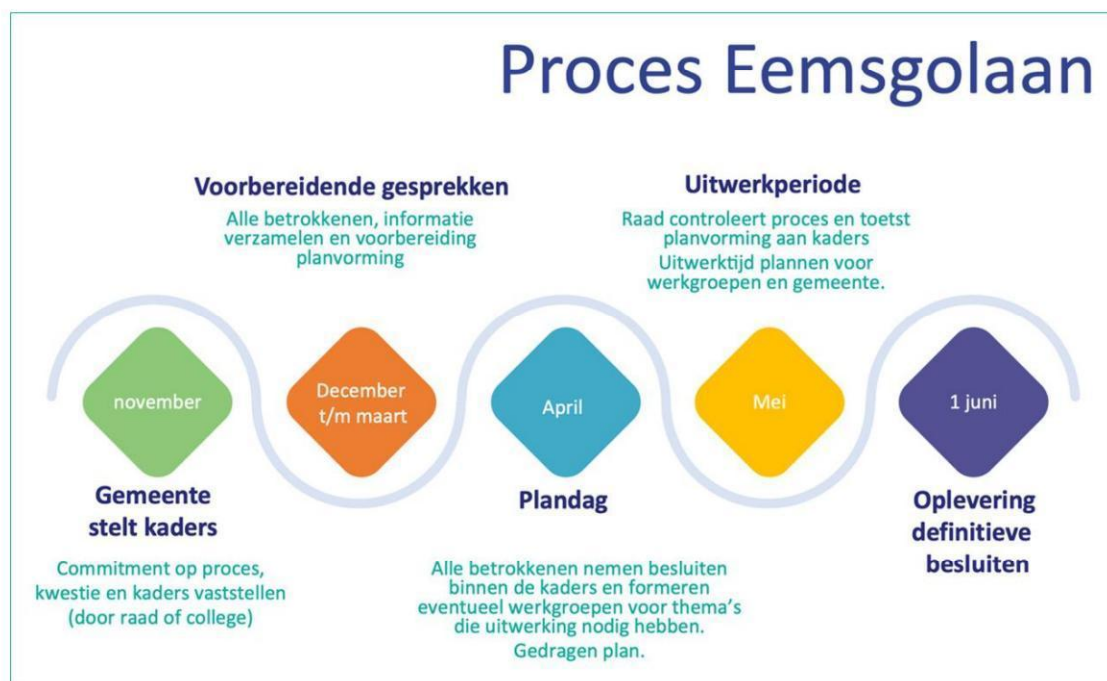 Proces Eemsgolaan
Voorbereidende gesprekken
Alle betrokkenen, informatie
verzamelen en voorbereiding
planvorming
Uitwerkperiode
Raad controleert proces en toetst
planvorming aan kaders
Uitwerktijd plannen voor
werkgroepen en gemeente.
november
December
t/m maart
April
Mei
1 juni
Gemeente
stelt kaders
Commitment op proces,
kwestie en kaders vaststellen
(door raad of college)
Plandag
Alle betrokkenen nemen besluiten
binnen de kaders en formeren
eventueel werkgroepen voor thema's
die uitwerking nodig hebben.
Gedragen plan.
Oplevering
definitieve
besluiten